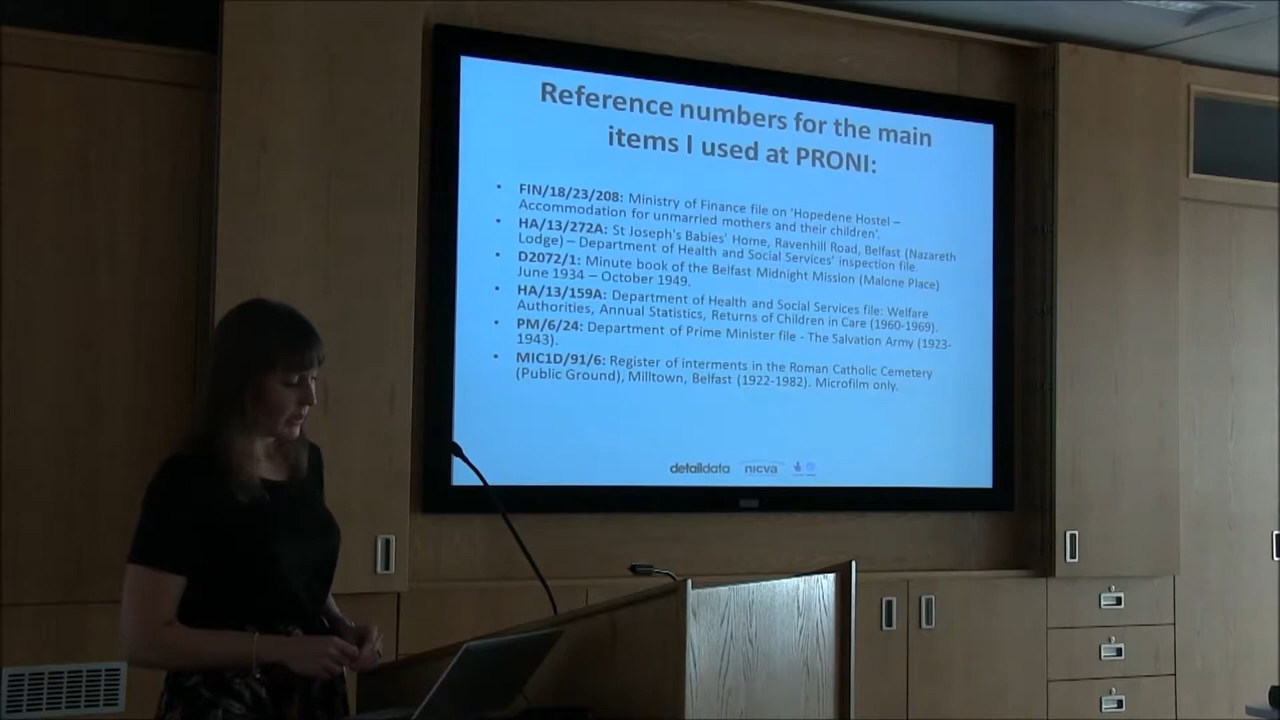 Reference numbers for the main
items I used at PRONI:
• FIN/18/23/208: Ministry of Finance file on 'Hopedene Hostel –
Accommodation for unmarried mothers and their children'.
• HA/13/272A: St Joseph's Babies' Home, Ravenhill Road, Belfast (Nazareth
Lodge) – Department of Health and Social Services' inspection file.
• D2072/1: Minute book of the Belfast Midnight Mission (Malone Place)
June 1934 – October 1949.
• HA/13/159A: Department of Health and Social Services file: Welfare
Authorities, Annual Statistics, Returns of Children in Care (1960-1969).
• PM/6/24: Department of Prime Minister file - The Salvation Army (1923-
1943).
• MIC1D/91/6: Register of interments in the Roman Catholic Cemetery
(Public Ground), Milltown, Belfast (1922-1982). Microfilm only.
detaildata nicva